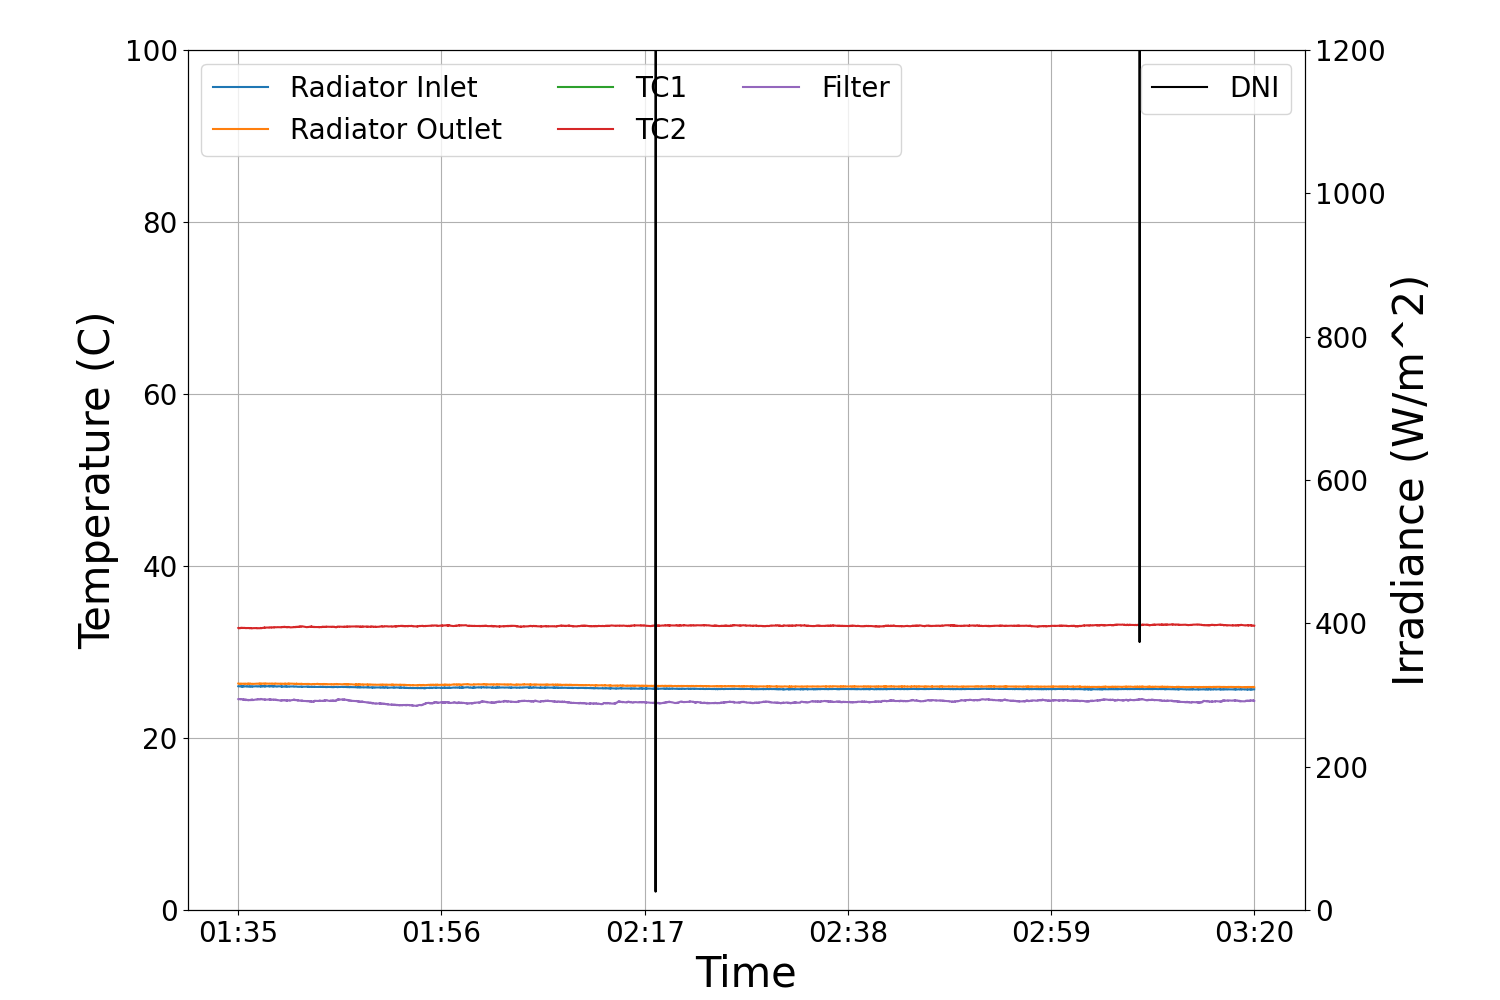 100
80
60
40
20
0
Temperature (C)
Radiator Inlet
Radiator Outlet
TC1
TC2
Filter
DNI
1200
1000
800
600
400
200
0
Irradiance (W/m^2)
01:35 01:56 02:17 02:38 02:59 03:20
Time